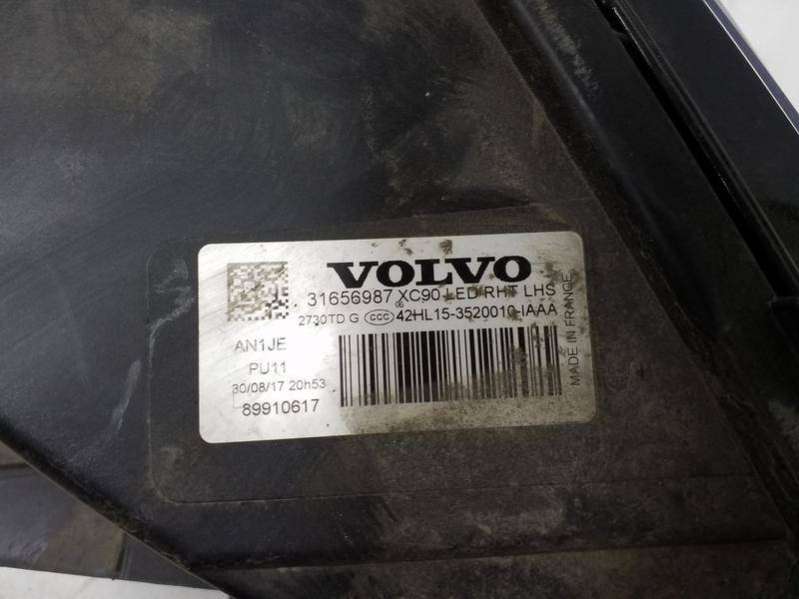 VOLVO
31656987 XC90 LED RHT LHS
2730TD G CCC 42HL15-3520010-IAAA
AN1JE
PU11
30/08/17 20h53
89910617
MADE IN FRANCE